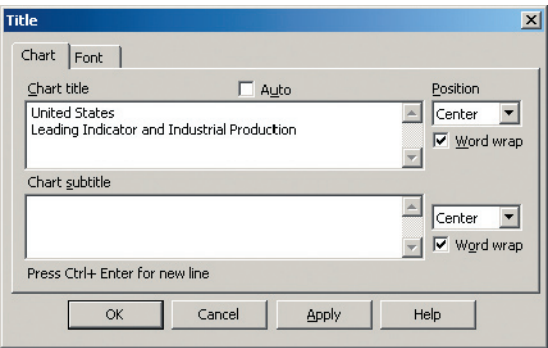 Title
Chart
Font
Chart title
Auto
Position
United States
Leading Indicator and Industrial Production
Center
Word wrap
Chart subtitle
Center
Word wrap
Press Ctrl+ Enter for new line
OK
Cancel
Apply
Help